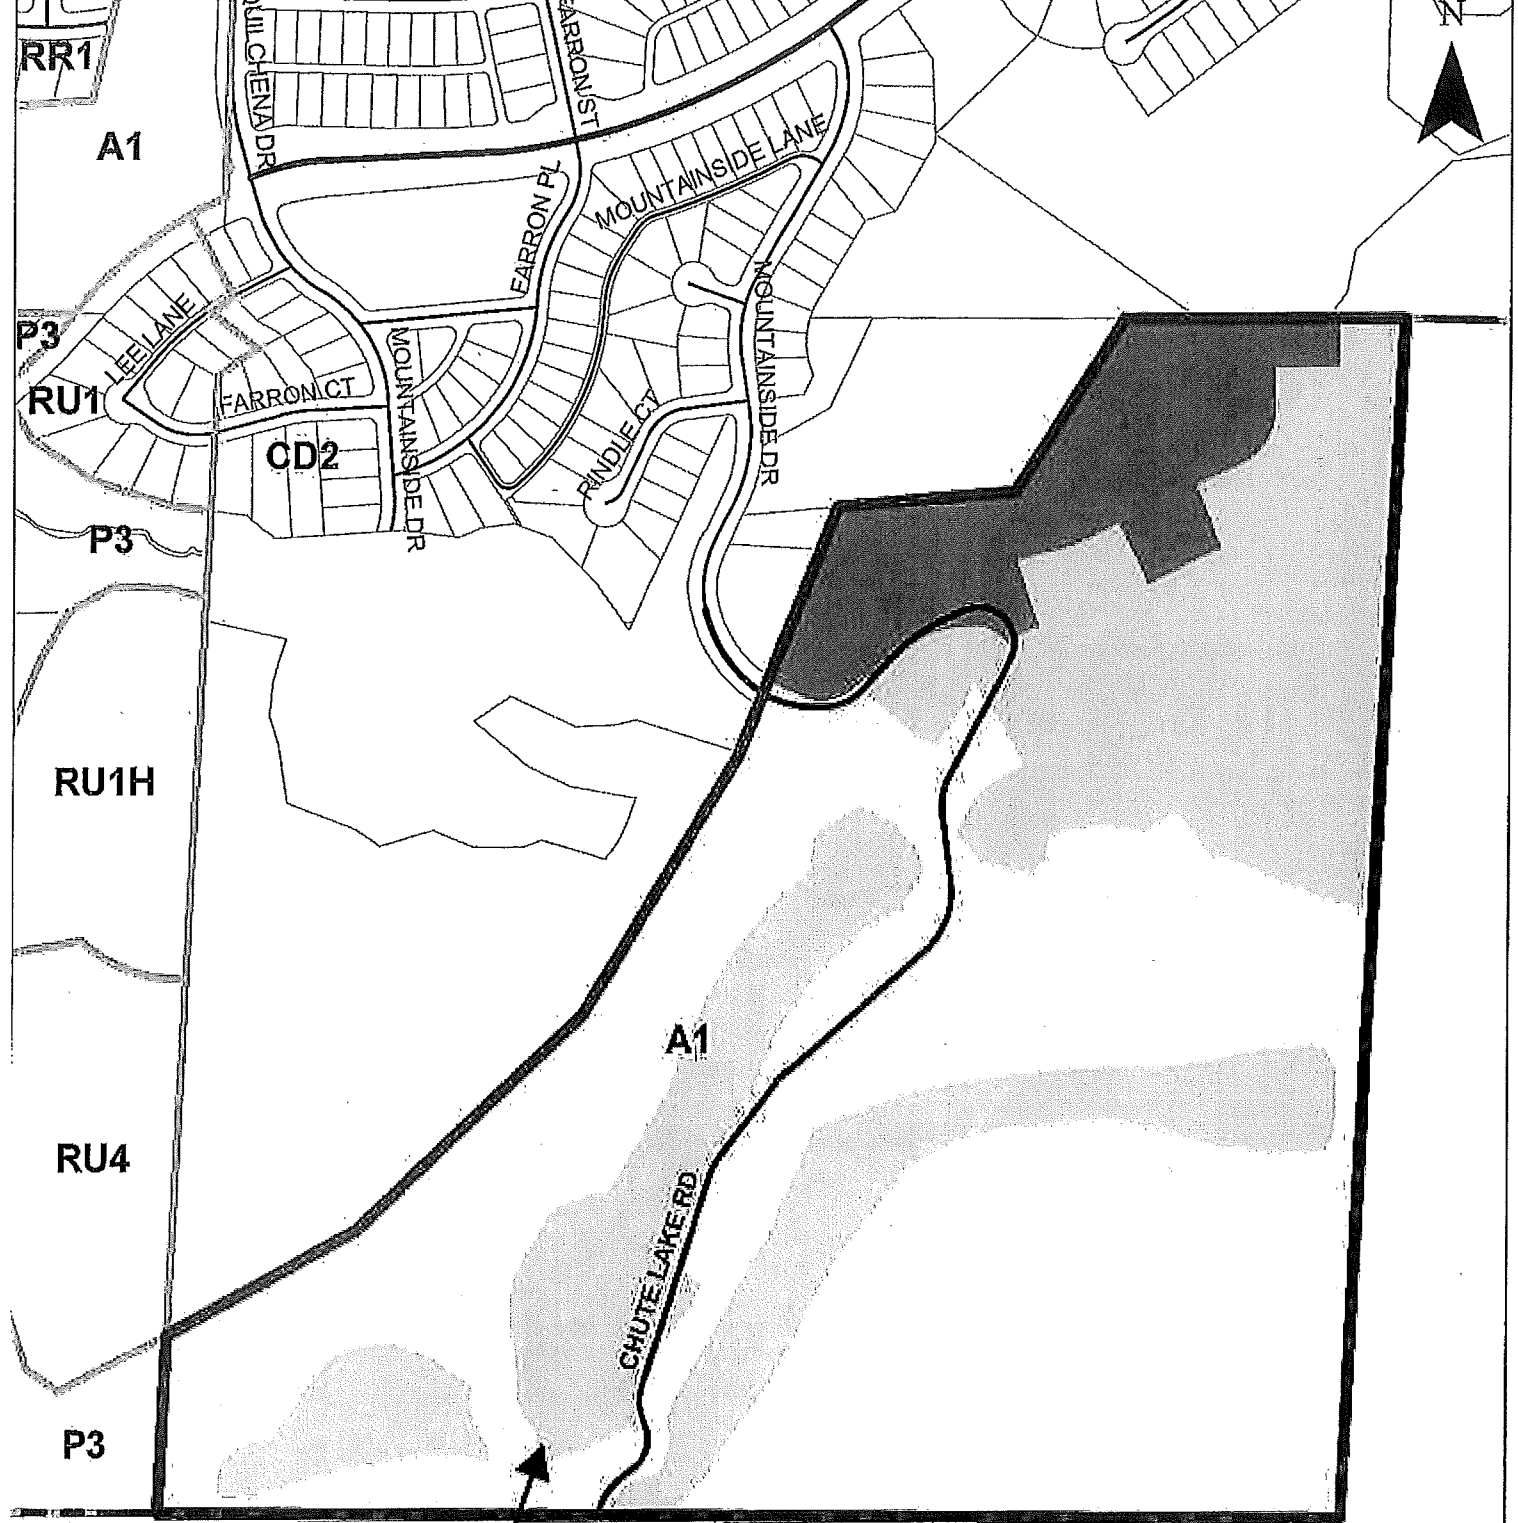 N
RR1
QUILCHENA DR
FARRON ST
A1
MOUNTAINSIDE LANE
FARRON PL
LEE LANE
P3
MOUNTAINSIDE DR
MOUNTAINSIDE DR
RU1
FARRON CT
CD2
RINDLE CT
P3
RU1H
A1
RU4
CHUTE LAKE RD
P3